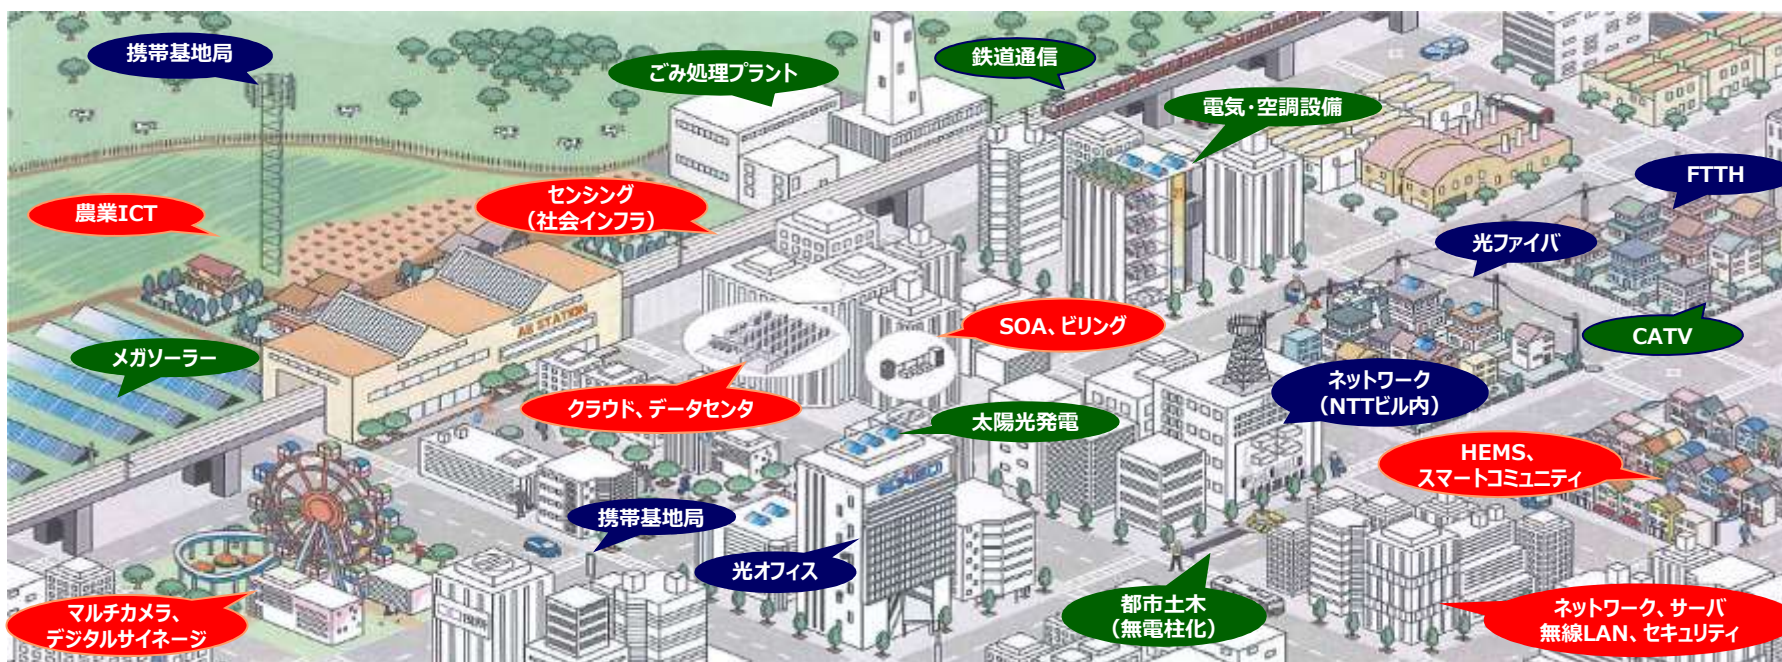 携帯基地局
ごみ処理プラント
鉄道通信
電気・空調設備
FTTH
農業ICT
センシング
（社会インフラ）
光ファイバ
AE STATION
SOA、ビリング
CATV
メガソーラー
ネットワーク
（NTTビル内）
クラウド、データセンタ
太陽光発電
HEMS、
スマートコミュニティ
携帯基地局
光オフィス
マルチカメラ、
デジタルサイネージ
都市土木
（無電柱化）
ネットワーク、サーバ
無線LAN、セキュリティ